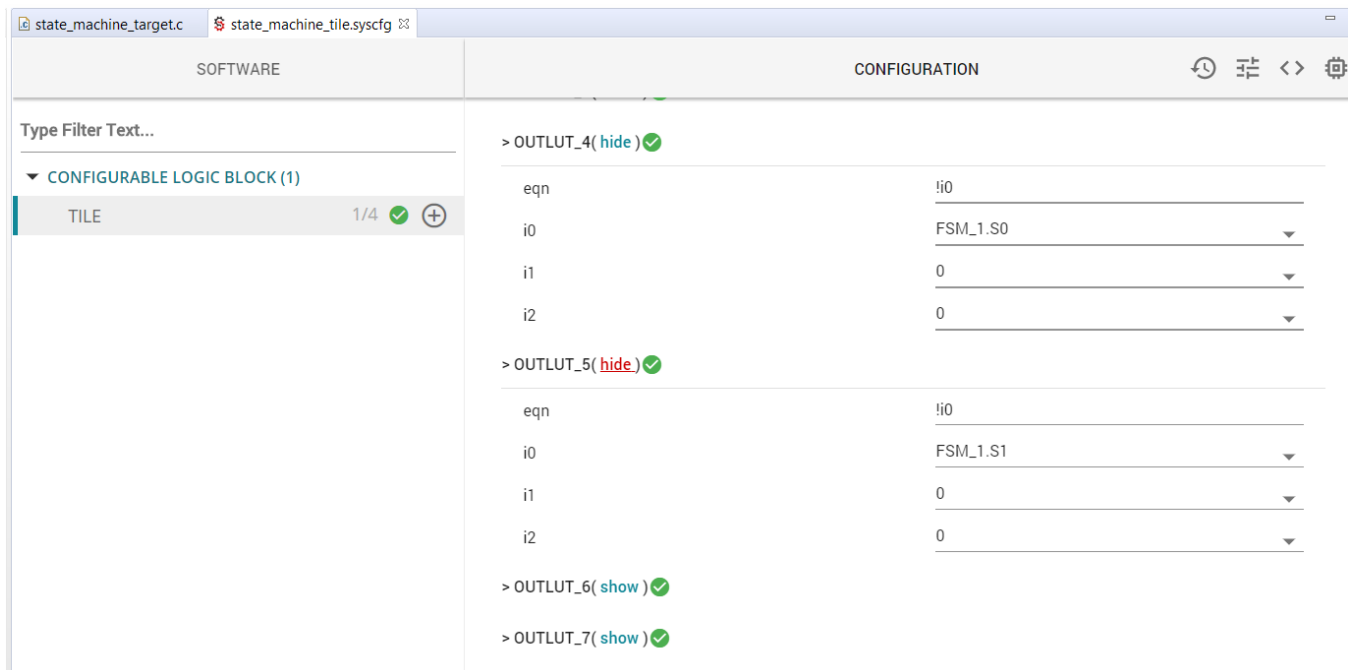 state_machine_target.c
state_machine_tile.syscfg
SOFTWARE
CONFIGURATION
Type Filter Text...
CONFIGURABLE LOGIC BLOCK (1)
TILE 1/4
> OUTLUT_4( hide )
eqn !i0
i0 FSM_1.S0
i1 0
i2 0
> OUTLUT_5( hide )
eqn !i0
i0 FSM_1.S1
i1 0
i2 0
> OUTLUT_6( show )
> OUTLUT_7( show )